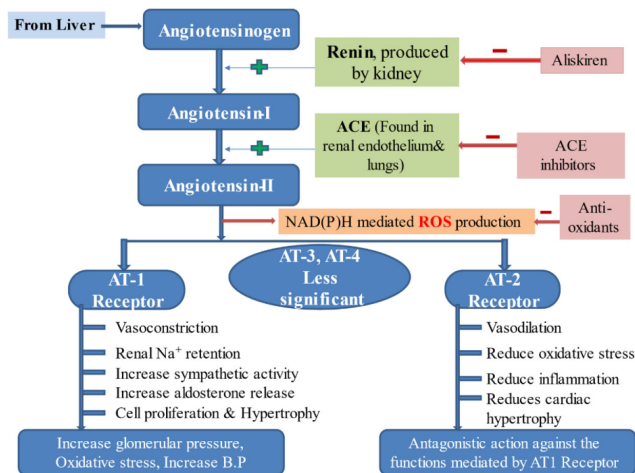 From Liver
Angiotensinogen
Renin, produced
by kidney
Aliskiren
Angiotensin-I
ACE (Found in
renal endothelium&
lungs)
ACE
inhibitors
Angiotensin-II
NAD(P)H mediated ROS production
Anti-
oxidants
AT-3, AT-4
Less
significant
AT-1
Receptor
Vasoconstriction
Renal Na⁺ retention
Increase sympathetic activity
Increase aldosterone release
Cell proliferation & Hypertrophy
Increase glomerular pressure,
Oxidative stress, Increase B.P
AT-2
Receptor
Vasodilation
Reduce oxidative stress
Reduce inflammation
Reduces cardiac
hypertrophy
Antagonistic action against the
functions mediated by AT1 Receptor